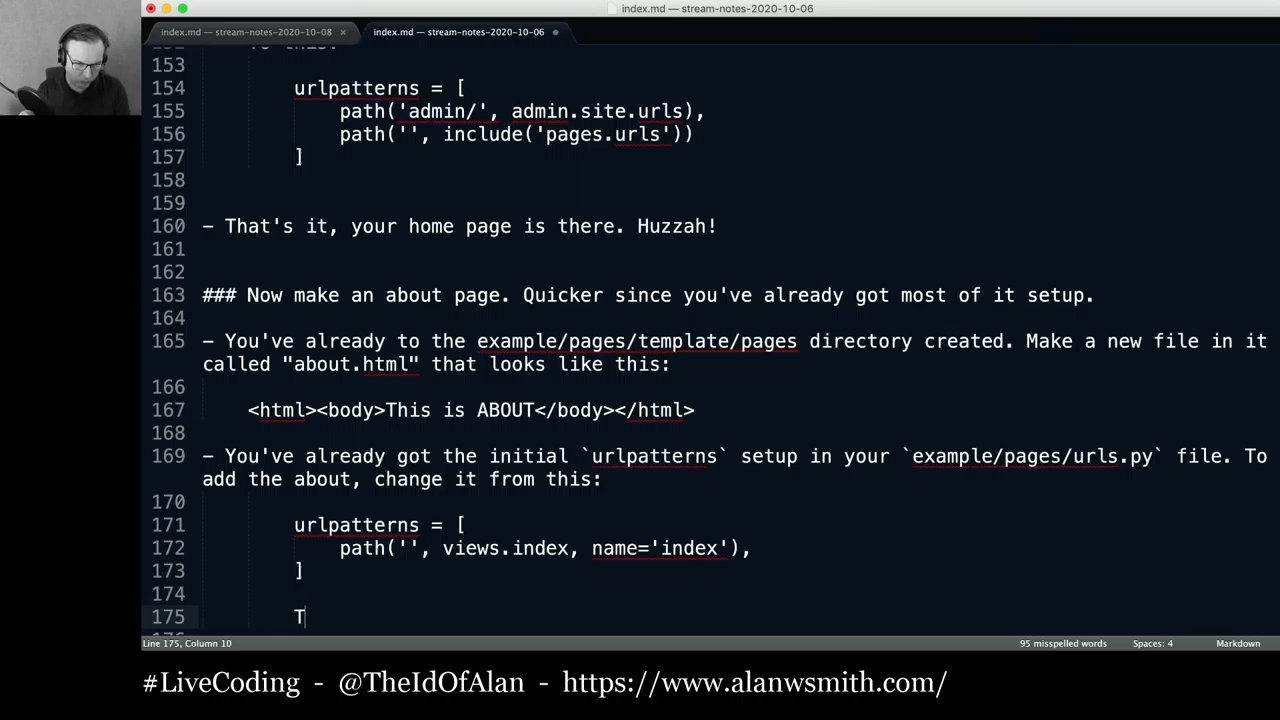 index.md — stream-notes-2020-10-06
index.md — stream-notes-2020-10-08 ×
index.md — stream-notes-2020-10-06
153
154 urlpatterns = [
155 path('admin/', admin.site.urls),
156 path('', include('pages.urls'))
157 ]
158
159
160 - That's it, your home page is there. Huzzah!
161
162
163 ### Now make an about page. Quicker since you've already got most of it setup.
164
165 - You've already to the example/pages/template/pages directory created. Make a new file in it
called "about.html" that looks like this:
166
167 <html><body>This is ABOUT</body></html>
168
169 - You've already got the initial `urlpatterns` setup in your `example/pages/urls.py` file. To
add the about, change it from this:
170
171 urlpatterns = [
172 path('', views.index, name='index'),
173 ]
174
175 T
Line 175, Column 10
95 misspelled words
Spaces: 4
Markdown
#LiveCoding - @TheIdOfAlan - https://www.alanwsmith.com/